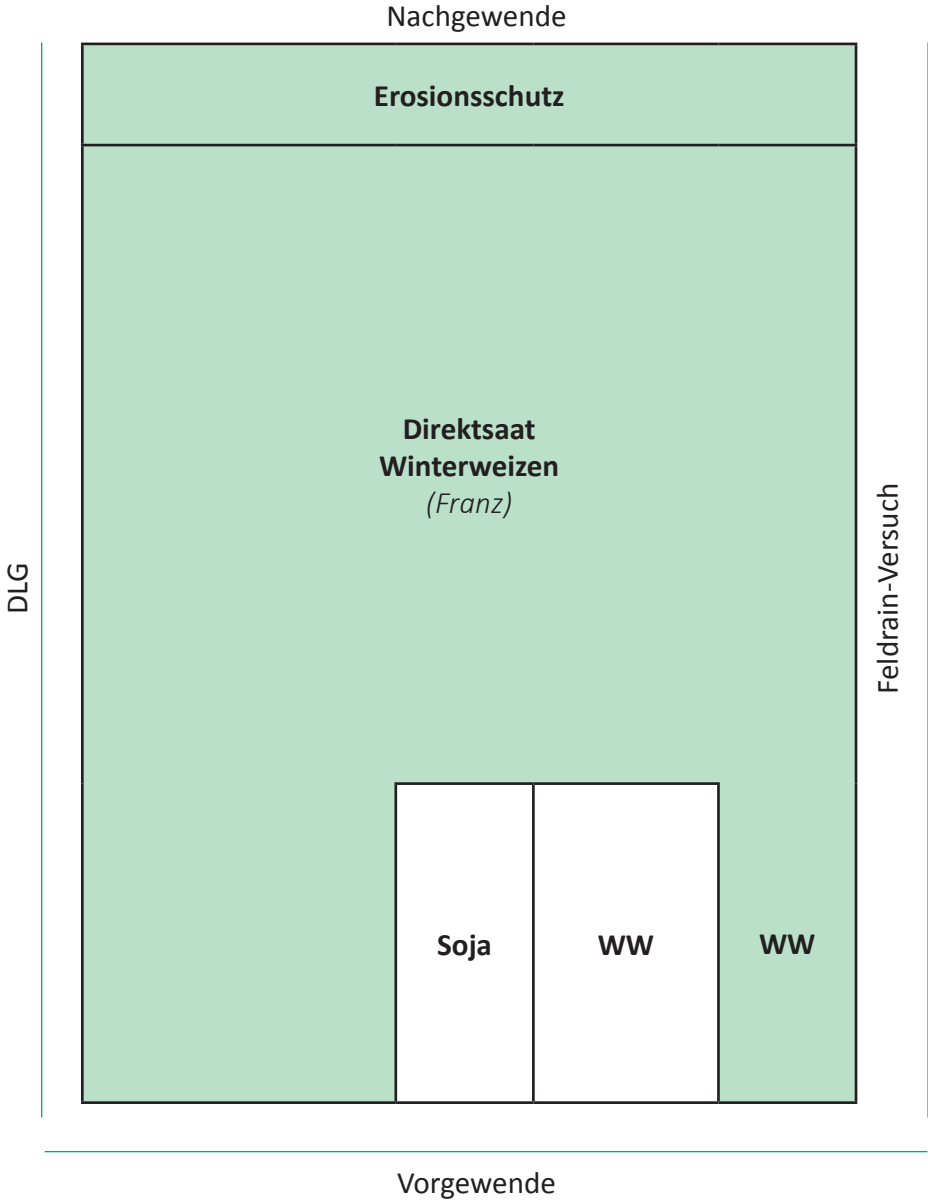 Nachgewende
Erosionsschutz
Direktsaat
Winterweizen
(Franz)
DLG
Feldrain-Versuch
Soja
WW
WW
Vorgewende